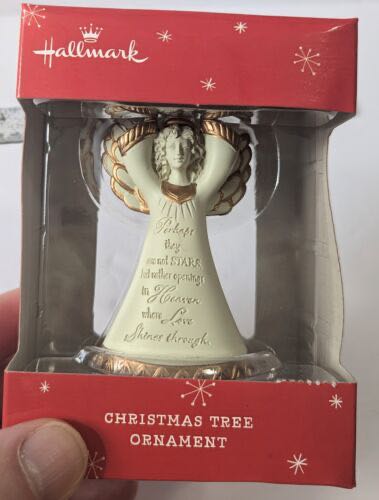 Hallmark
Perhaps
they
are not STARS
but rather openings
in Heaven
where Love
Shines through.
CHRISTMAS TREE
ORNAMENT